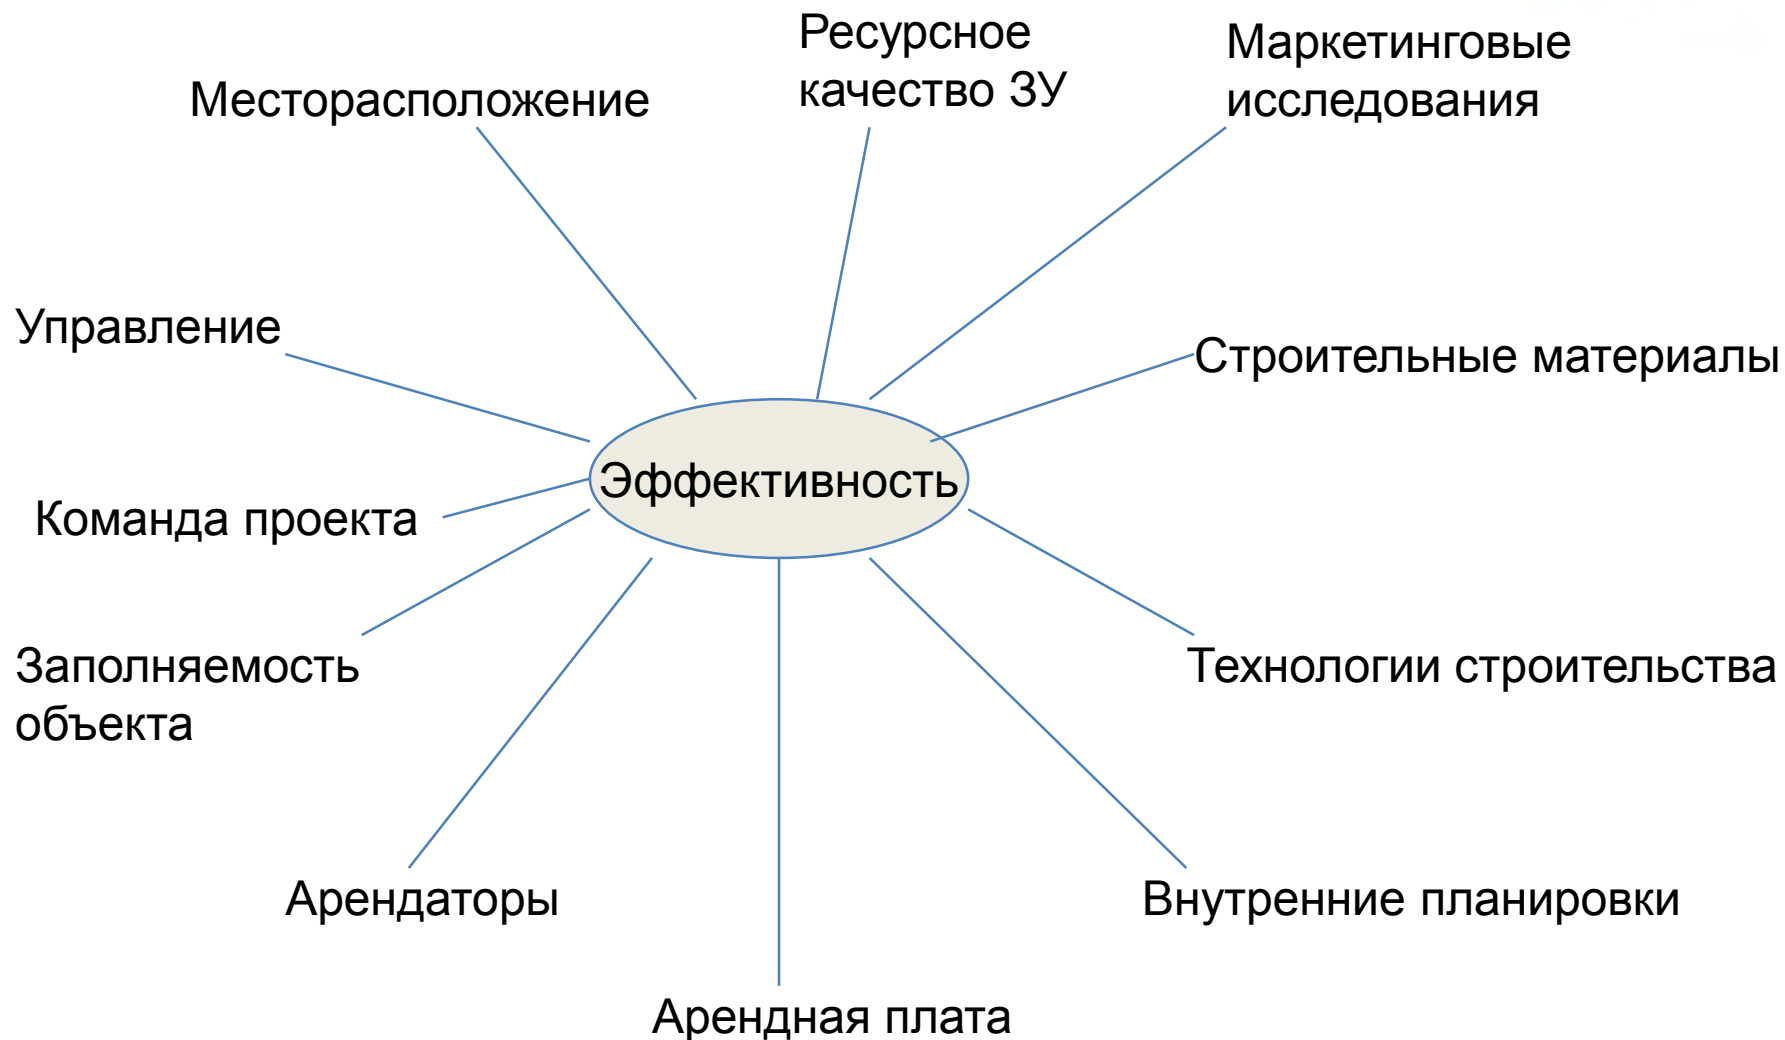 Ресурсное
качество ЗУ
Маркетинговые
исследования
Месторасположение
Управление
Строительные материалы
Эффективность
Команда проекта
Заполняемость
объекта
Технологии строительства
Арендаторы
Внутренние планировки
Арендная плата